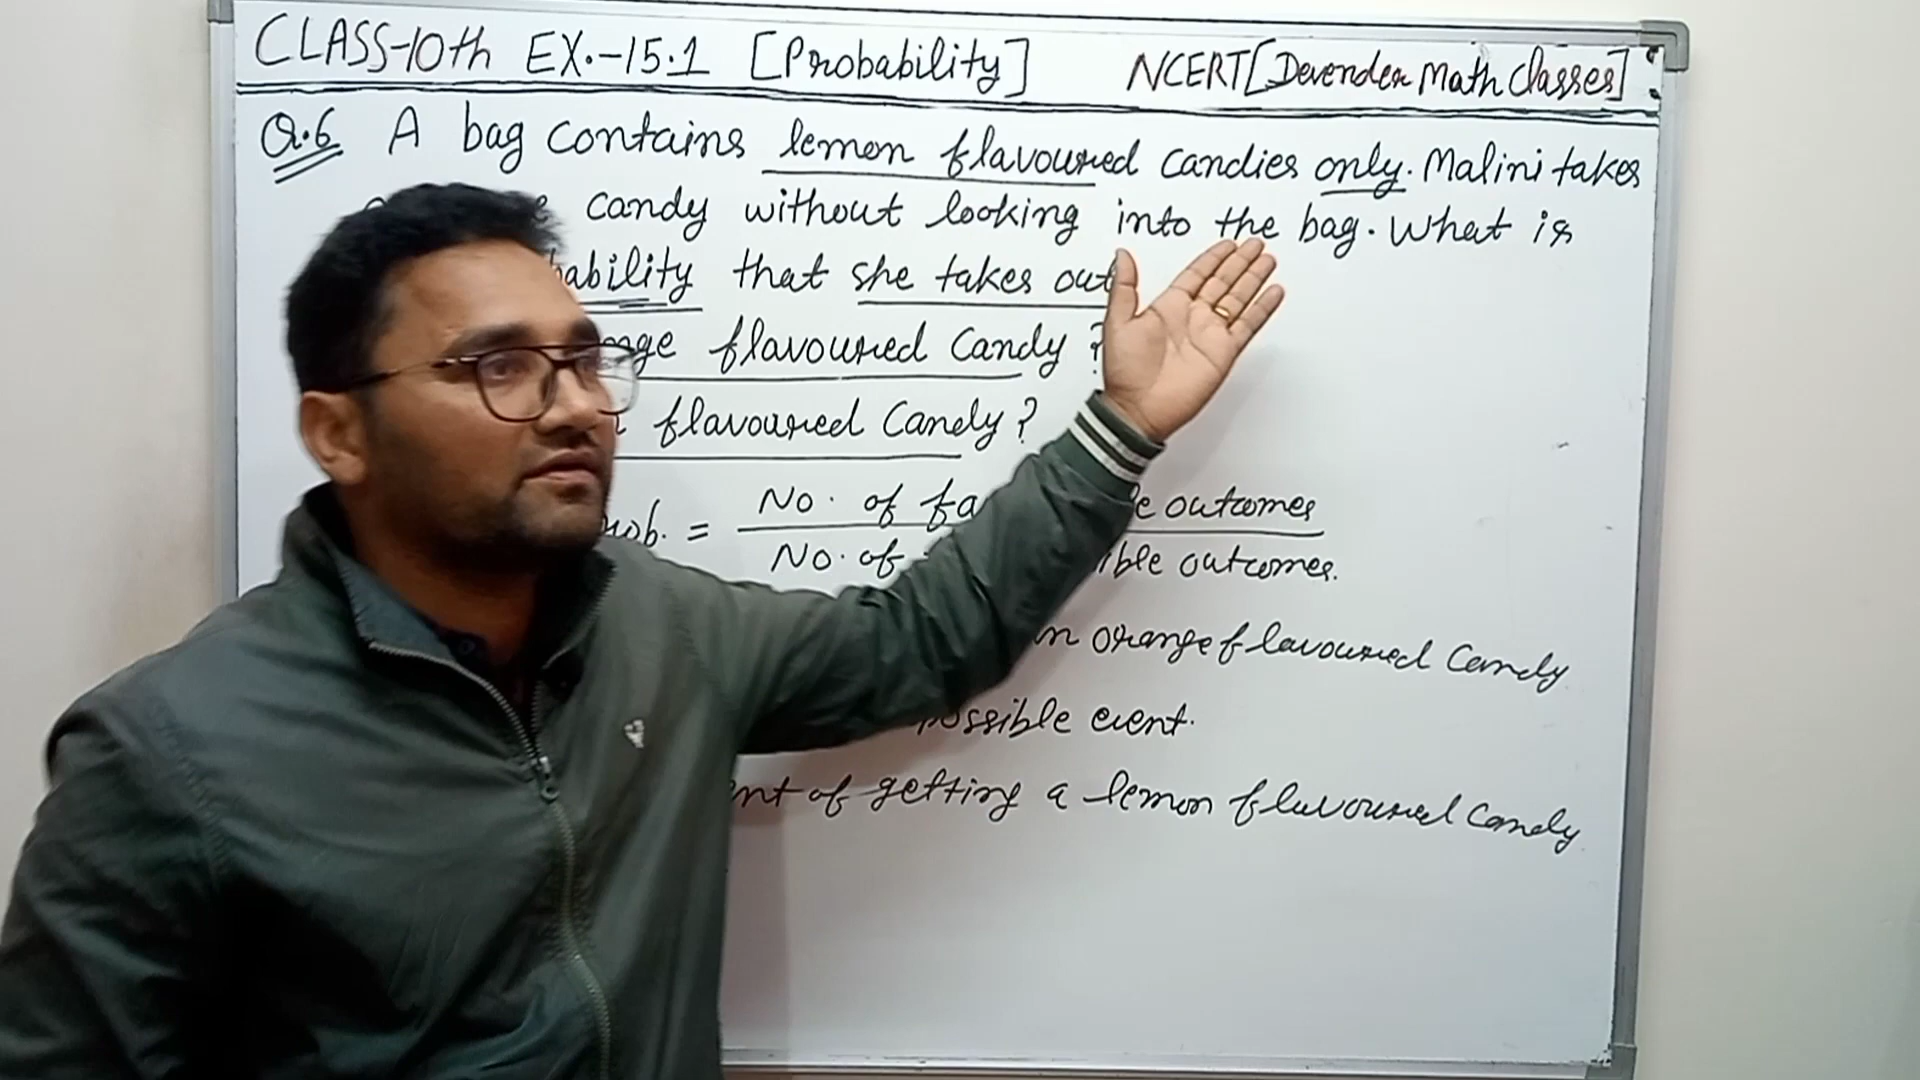 CLASS-10th EX.-15.1 [Probability] NCERT [Devender Math Classes]
Q.6 A bag contains lemon flavoured candies only. Malini takes
candy without looking into the bag. What is
bability that she takes out
nge flavoured Candy ?
flavoured Candy ?
ob. = No. of fa le outcomes
No. of ible outcomes.
n orange flavoured Candy
possible event.
nt of getting a lemon flavoured Candy